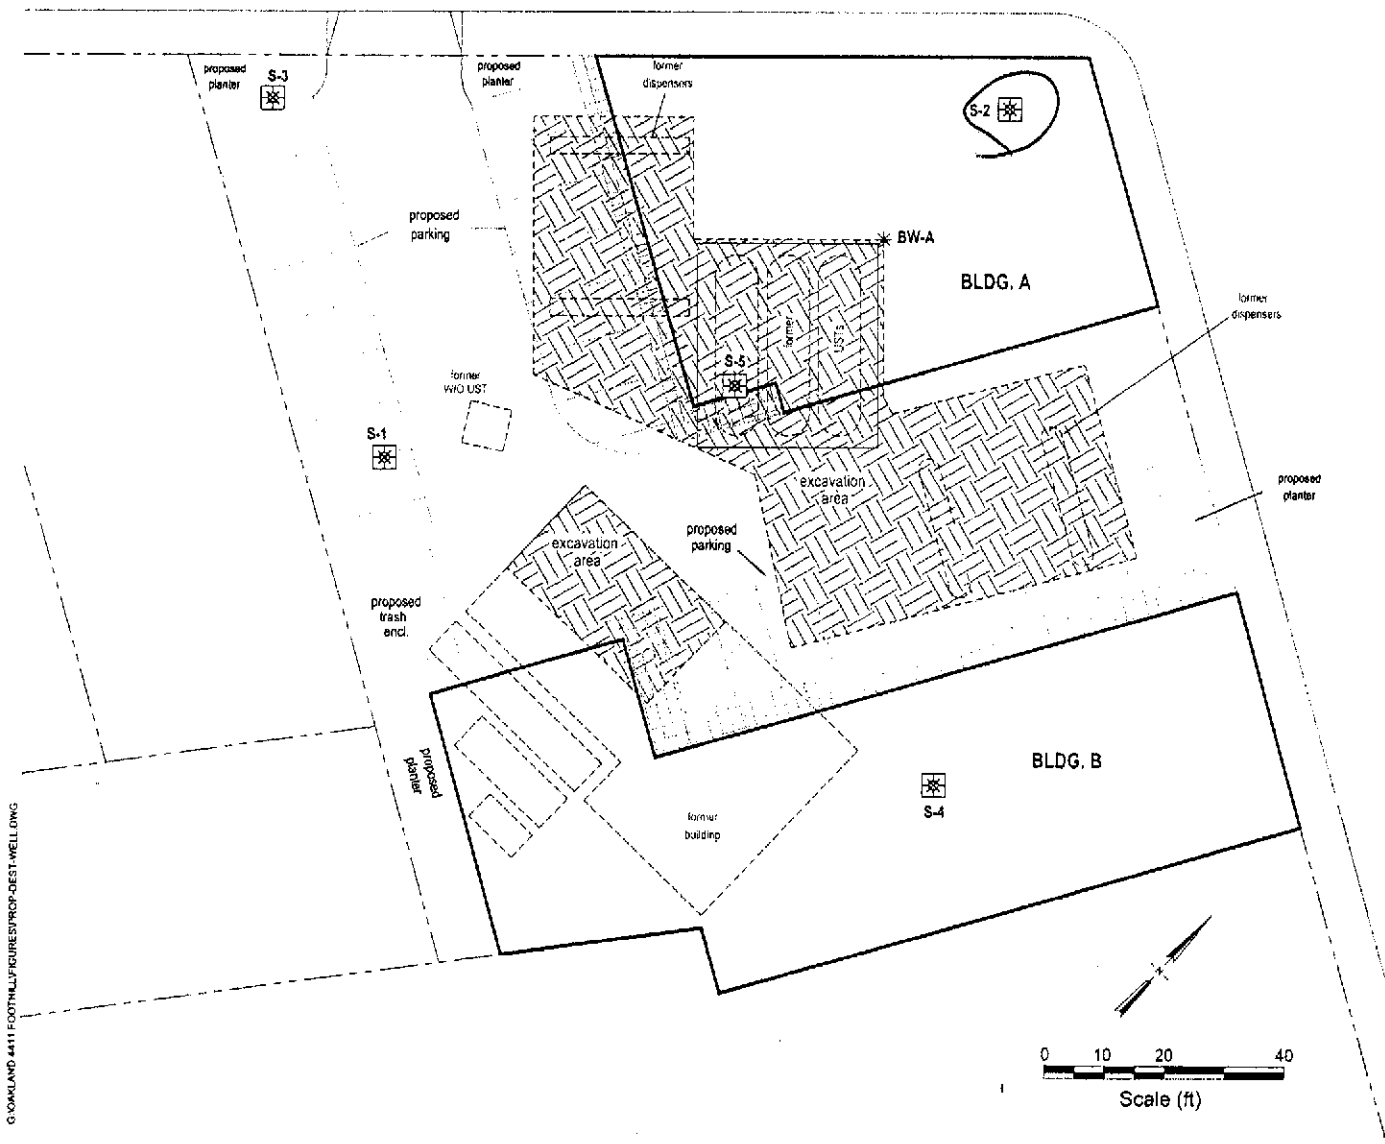 proposed
planter
S-3
proposed
planter
former
dispensers
S-2
proposed
parking
BW-A
BLDG. A
former
dispensers
former
USTs
S-5
former
W/O UST
S-1
excavation
area
proposed
planter
proposed
parking
excavation
area
proposed
trash
encl.
proposed
planter
BLDG. B
S-4
former
building
G:\OAKLAND 4411 FOOTHILL\FIGURES\PROP-DEST-WELL.DWG
N
0 10 20 40
Scale (ft)